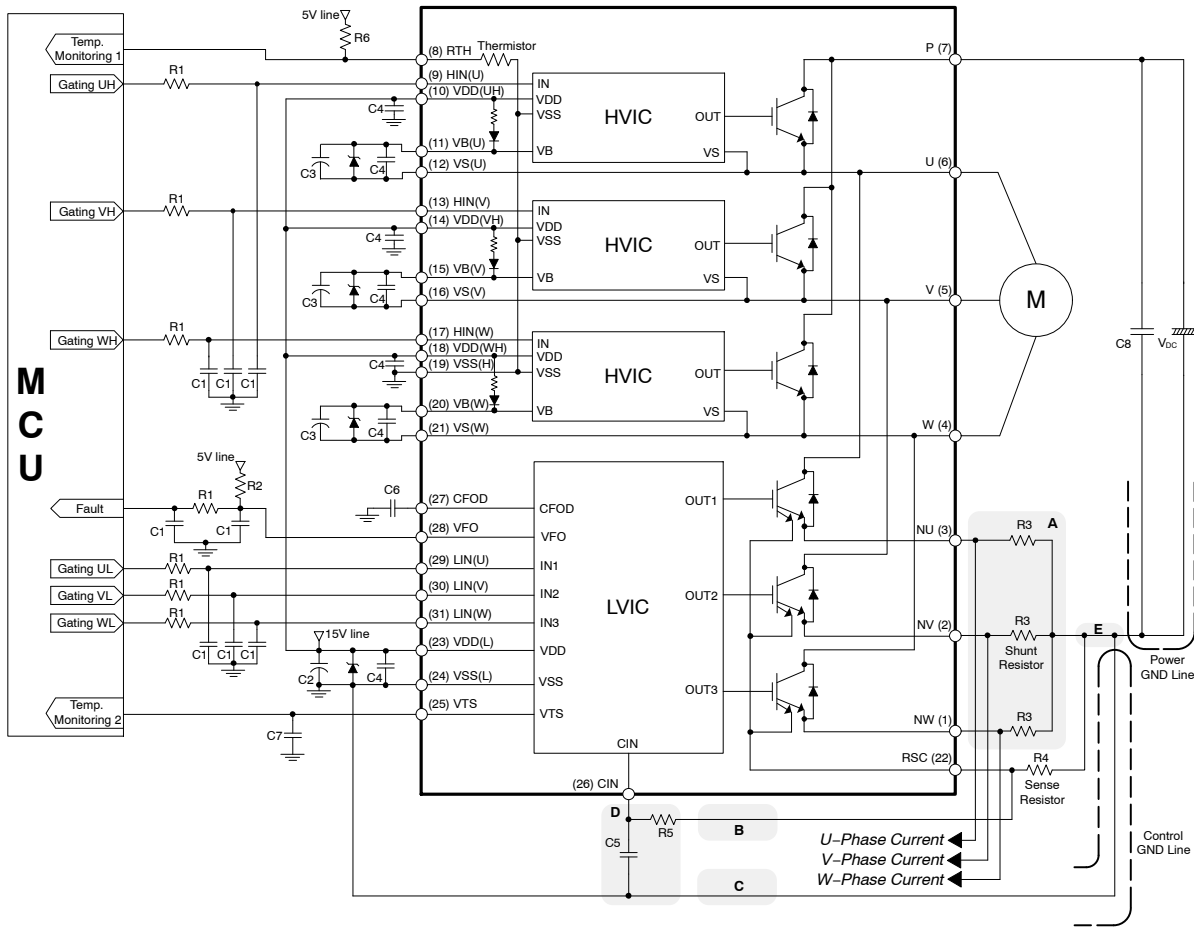 5V line
R6
Temp.
Monitoring 1
(8) RTH
Thermistor
P (7)
Gating UH
R1
(9) HIN(U)
(10) VDD(UH)
C4
IN
VDD
VSS
VB
HVIC
OUT
VS
(11) VB(U)
(12) VS(U)
C3
C4
U (6)
Gating VH
R1
(13) HIN(V)
(14) VDD(VH)
C4
IN
VDD
VSS
VB
HVIC
OUT
VS
(15) VB(V)
(16) VS(V)
C3
C4
V (5)
M
Gating WH
R1
(17) HIN(W)
(18) VDD(WH)
(19) VSS(H)
C4
IN
VDD
VSS
VB
HVIC
OUT
VS
C8
VDC
C1
C1
C1
(20) VB(W)
(21) VS(W)
C3
C4
W (4)
M
C
U
5V line
R2
Fault
R1
C1
C1
C6
(27) CFOD
(28) VFO
CFOD
VFO
OUT1
NU (3)
R3
A
Gating UL
R1
(29) LIN(U)
IN1
Gating VL
R1
(30) LIN(V)
IN2
LVIC
OUT2
Gating WL
R1
(31) LIN(W)
IN3
C1
C1
C1
15V line
(23) VDD(L)
VDD
NV (2)
R3
Shunt
Resistor
E
Power
GND Line
C2
C4
(24) VSS(L)
VSS
OUT3
Temp.
Monitoring 2
(25) VTS
VTS
C7
NW (1)
R3
CIN
RSC (22)
R4
Sense
Resistor
(26) CIN
D
R5
B
C5
C
U−Phase Current
V−Phase Current
W−Phase Current
Control
GND Line